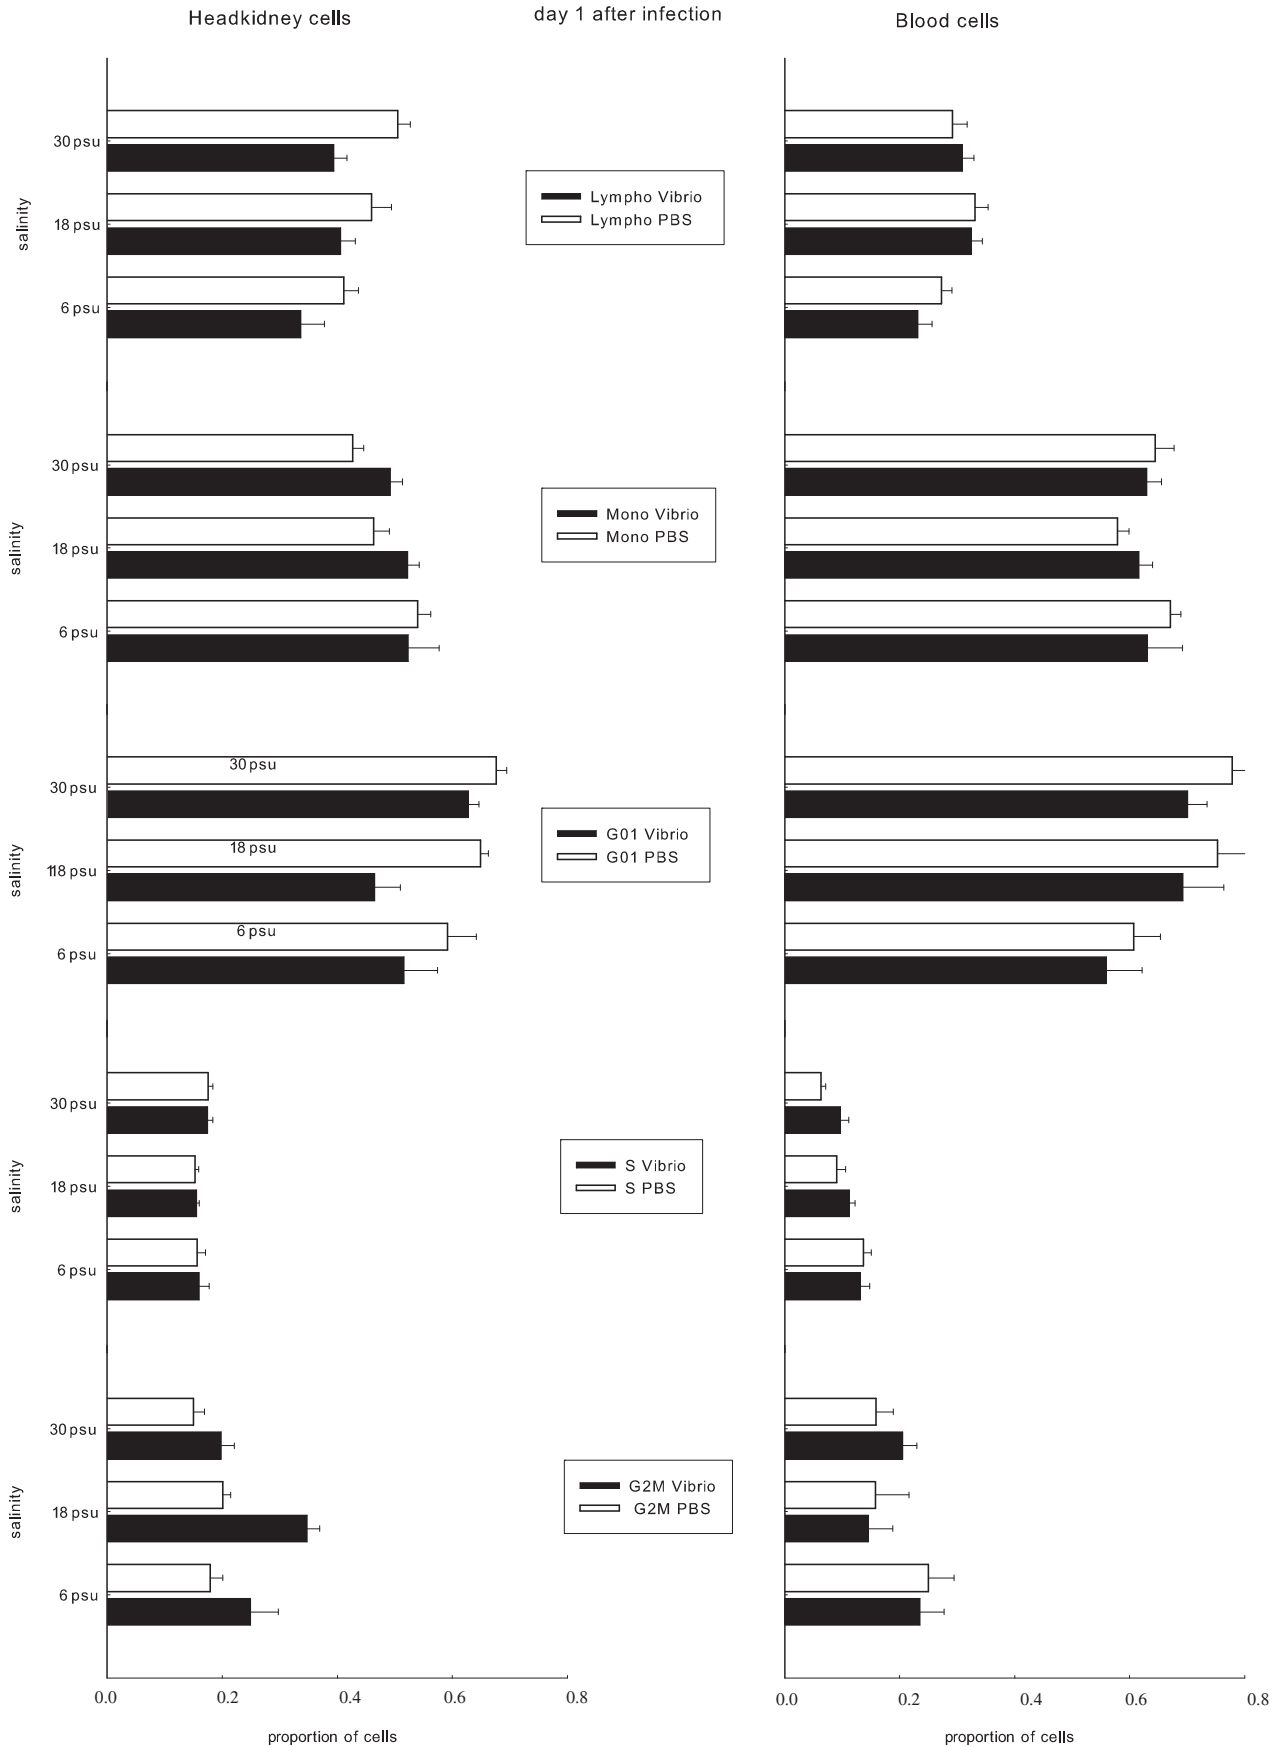 Headkidney cells
day 1 after infection
Blood cells
salinity
30 psu
18 psu
6 psu
Lympho Vibrio
Lympho PBS
salinity
30 psu
18 psu
6 psu
Mono Vibrio
Mono PBS
salinity
30 psu
30 psu
18 psu
118 psu
6 psu
6 psu
G01 Vibrio
G01 PBS
salinity
30 psu
18 psu
6 psu
S Vibrio
S PBS
salinity
30 psu
18 psu
6 psu
G2M Vibrio
G2M PBS
0.0 0.2 0.4 0.6 0.8
0.0 0.2 0.4 0.6 0.8
proportion of cells
proportion of cells